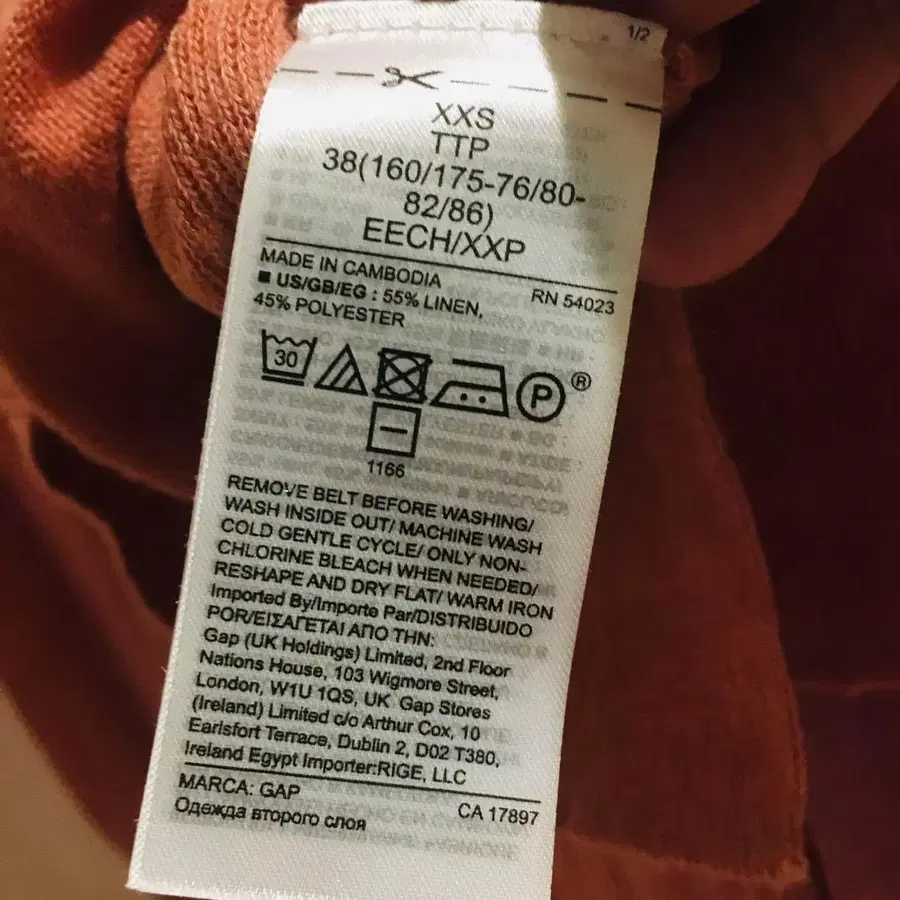 1/2
XXS
TTP
38(160/175-76/80-
82/86)
EECH/XXP
MADE IN CAMBODIA
RN 54023
■ US/GB/EG : 55% LINEN,
45% POLYESTER
30
P ®
1166
REMOVE BELT BEFORE WASHING/
WASH INSIDE OUT/ MACHINE WASH
COLD GENTLE CYCLE/ ONLY NON-
CHLORINE BLEACH WHEN NEEDED/
RESHAPE AND DRY FLAT/ WARM IRON
Imported By/Importe Par/DISTRIBUIDO
POR/ΕΙΣΑΓΕΤΑΙ ΑΠΟ ΤΗΝ:
Gap (UK Holdings) Limited, 2nd Floor
Nations House, 103 Wigmore Street,
London, W1U 1QS, UK Gap Stores
(Ireland) Limited c/o Arthur Cox, 10
Earlsfort Terrace, Dublin 2, D02 T380,
Ireland Egypt Importer:RIGE, LLC
MARCA: GAP
CA 17897
Одежда второго слоя